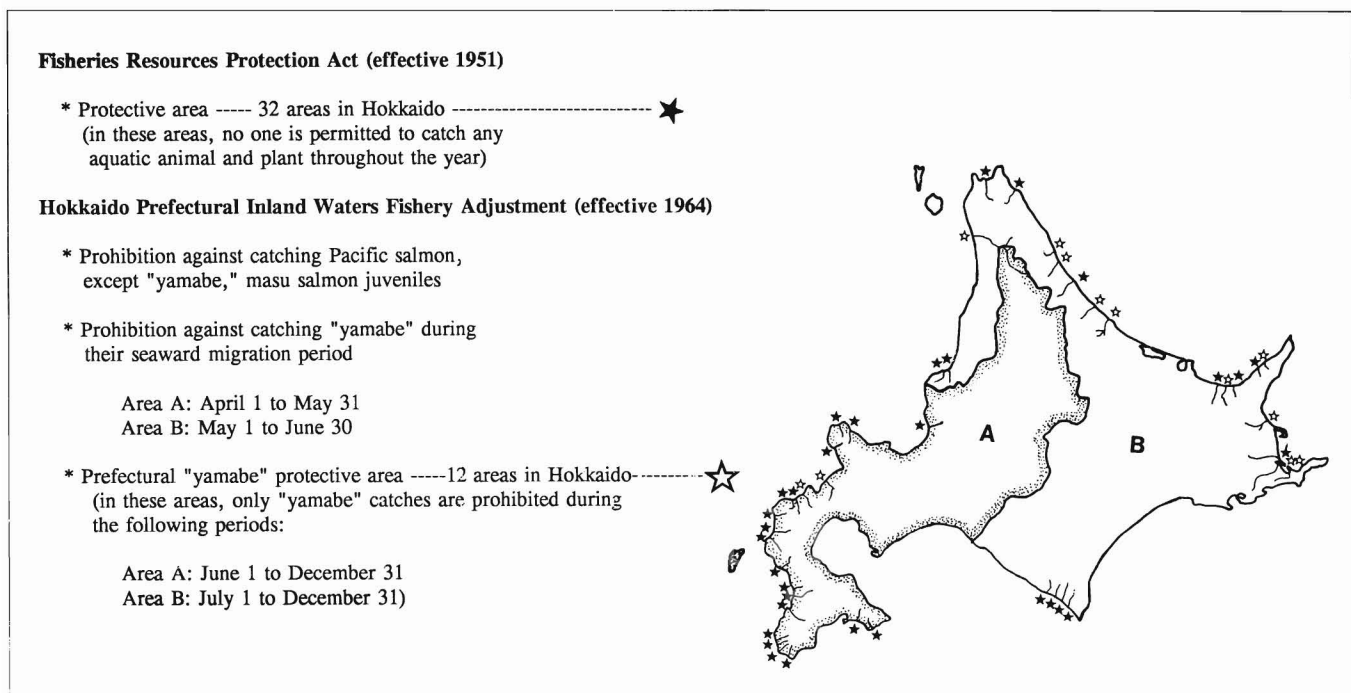 Fisheries Resources Protection Act (effective 1951)
* Protective area ----- 32 areas in Hokkaido ----------------------------
(in these areas, no one is permitted to catch any
aquatic animal and plant throughout the year)
Hokkaido Prefectural Inland Waters Fishery Adjustment (effective 1964)
* Prohibition against catching Pacific salmon,
except "yamabe," masu salmon juveniles
* Prohibition against catching "yamabe" during
their seaward migration period
Area A: April 1 to May 31
Area B: May 1 to June 30
* Prefectural "yamabe" protective area -----12 areas in Hokkaido----------
(in these areas, only "yamabe" catches are prohibited during
the following periods:
Area A: June 1 to December 31
Area B: July 1 to December 31)
A
B